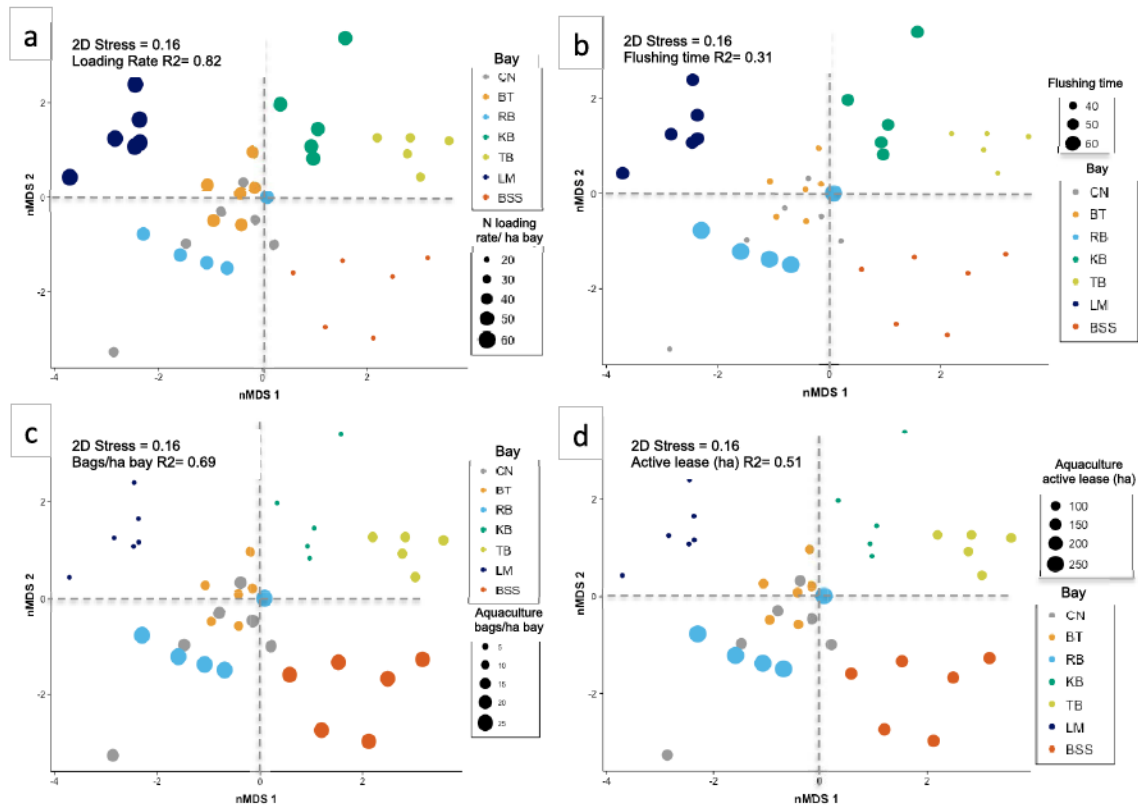 a
2D Stress = 0.16
Loading Rate R2= 0.82
Bay
CN
BT
RB
KB
TB
LM
BSS
N loading
rate/ ha bay
20
30
40
50
60
nMDS 2
2
0
-2
-4
-2
0
2
4
nMDS 1
b
2D Stress = 0.16
Flushing time R2= 0.31
Flushing time
40
50
60
Bay
CN
BT
RB
KB
TB
LM
BSS
nMDS 2
2
0
-2
-4
-2
0
2
nMDS 1
c
2D Stress = 0.16
Bags/ha bay R2= 0.69
Bay
CN
BT
RB
KB
TB
LM
BSS
Aquaculture
bags/ha bay
5
10
15
20
25
nMDS 2
2
0
-2
-4
-2
0
2
nMDS 1
d
2D Stress = 0.16
Active lease (ha) R2= 0.51
Aquaculture
active lease (ha)
100
150
200
250
Bay
CN
BT
RB
KB
TB
LM
BSS
nMDS 2
2
0
-2
-4
-2
0
2
nMDS 1